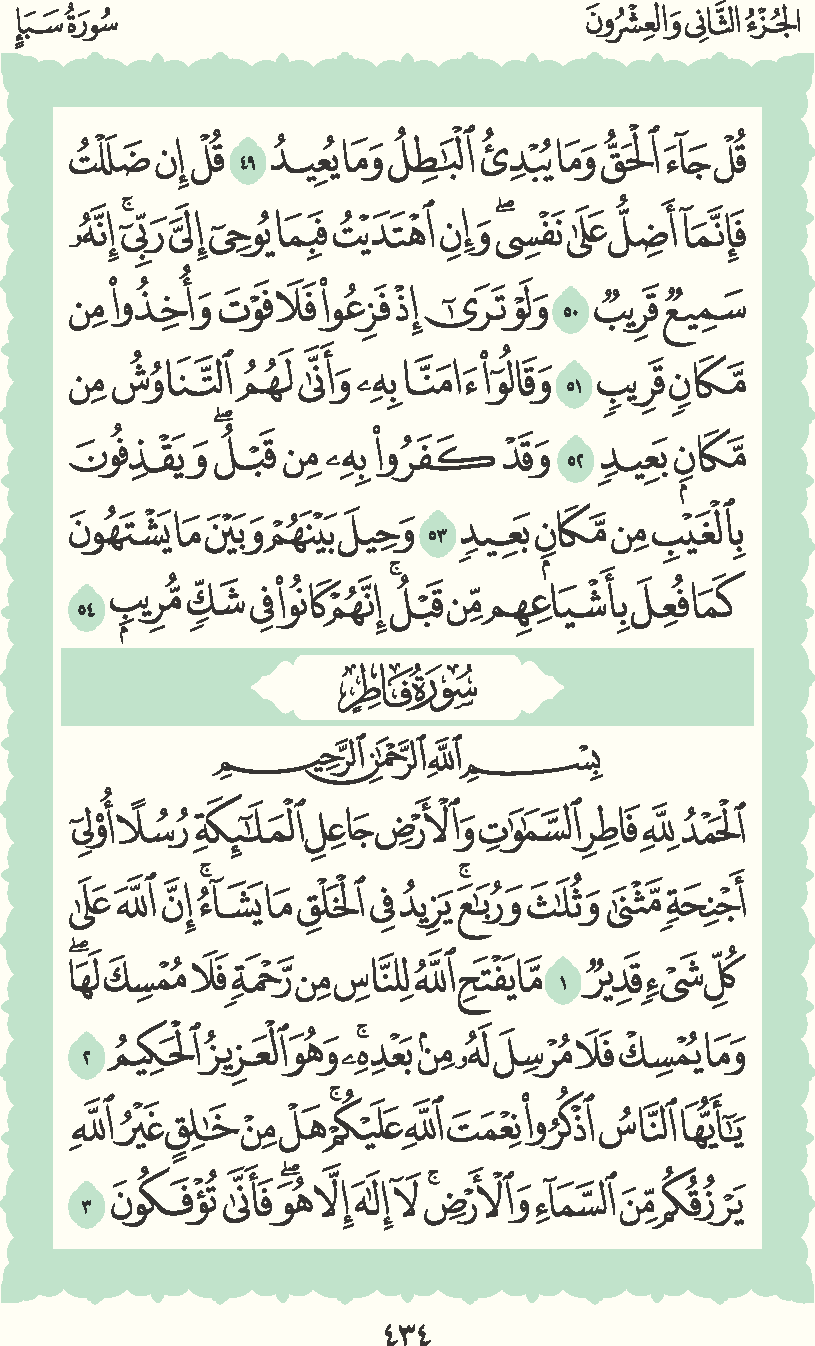 الجُزْءُ الثَّانِي وَالعِشْرُونَ
سُورَةُ سَبَإٍ
قُلۡ جَآءَ ٱلۡحَقُّ وَمَا يُبۡدِئُ ٱلۡبَٰطِلُ وَمَا يُعِيدُ ٤٩ قُلۡ إِن ضَلَلۡتُ
فَإِنَّمَآ أَضِلُّ عَلَىٰ نَفۡسِيۖ وَإِنِ ٱهۡتَدَيۡتُ فَبِمَا يُوحِيٓ إِلَيَّ رَبِّيٓۚ إِنَّهُۥ
سَمِيعٞ قَرِيبٞ ٥٠ وَلَوۡ تَرَىٰٓ إِذۡ فَزِعُواْ فَلَا فَوۡتَ وَأُخِذُواْ مِن
مَّكَانٖ قَرِيبٖ ٥١ وَقَالُوٓاْ ءَامَنَّا بِهِۦ وَأَنَّىٰ لَهُمُ ٱلتَّنَاوُشُ مِن
مَّكَانِۭ بَعِيدٖ ٥٢ وَقَدۡ كَفَرُواْ بِهِۦ مِن قَبۡلُۖ وَيَقۡذِفُونَ
بِٱلۡغَيۡبِ مِن مَّكَانِۭ بَعِيدٖ ٥٣ وَحِيلَ بَيۡنَهُمۡ وَبَيۡنَ مَا يَشۡتَهُونَ
كَمَا فُعِلَ بِأَشۡيَاعِهِم مِّن قَبۡلُۚ إِنَّهُمۡ كَانُواْ فِي شَكّٖ مُّرِيبِۭ ٥٤
سُورَةُ فَاطِرٍ
بِسۡمِ ٱللَّهِ ٱلرَّحۡمَٰنِ ٱلرَّحِيمِ
ٱلۡحَمۡدُ لِلَّهِ فَاطِرِ ٱلسَّمَٰوَٰتِ وَٱلۡأَرۡضِ جَاعِلِ ٱلۡمَلَٰٓئِكَةِ رُسُلًا أُوْلِيٓ
أَجۡنِحَةٖ مَّثۡنَىٰ وَثُلَٰثَ وَرُبَٰعَۚ يَزِيدُ فِي ٱلۡخَلۡقِ مَا يَشَآءُۚ إِنَّ ٱللَّهَ عَلَىٰ
كُلِّ شَيۡءٖ قَدِيرٞ ١ مَّا يَفۡتَحِ ٱللَّهُ لِلنَّاسِ مِن رَّحۡمَةٖ فَلَا مُمۡسِكَ لَهَاۖ
وَمَا يُمۡسِكۡ فَلَا مُرۡسِلَ لَهُۥ مِنۢ بَعۡدِهِۦۚ وَهُوَ ٱلۡعَزِيزُ ٱلۡحَكِيمُ ٢
يَٰٓأَيُّهَا ٱلنَّاسُ ٱذۡكُرُواْ نِعۡمَتَ ٱللَّهِ عَلَيۡكُمۡۚ هَلۡ مِنۡ خَٰلِقٍ غَيۡرُ ٱللَّهِ
يَرۡزُقُكُم مِّنَ ٱلسَّمَآءِ وَٱلۡأَرۡضِۚ لَآ إِلَٰهَ إِلَّا هُوَۖ فَأَنَّىٰ تُؤۡفَكُونَ ٣
٤٣٤